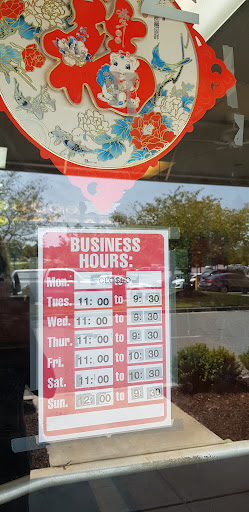 BUSINESS
HOURS:
Mon. CLOSED
Tues. 11:00 to 9:30
Wed. 11:00 to 9:30
Thur. 11:00 to 9:30
Fri. 11:00 to 10:30
Sat. 11:00 to 10:30
Sun. 12:00 to 9:30